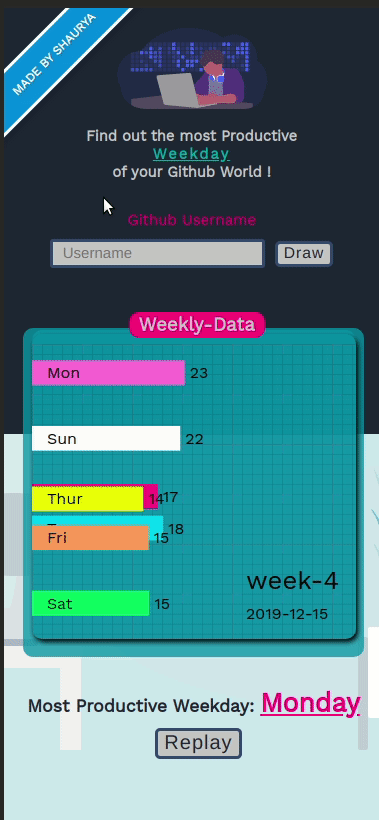 MADE BY SHAURYA
Find out the most Productive
Weekday
of your Github World !
Github Username
Username
Draw
Weekly-Data
Mon 23
Sun 22
Thur 14 17
18
Fri 15
Sat 15
week-4
2019-12-15
Most Productive Weekday: Monday
Replay